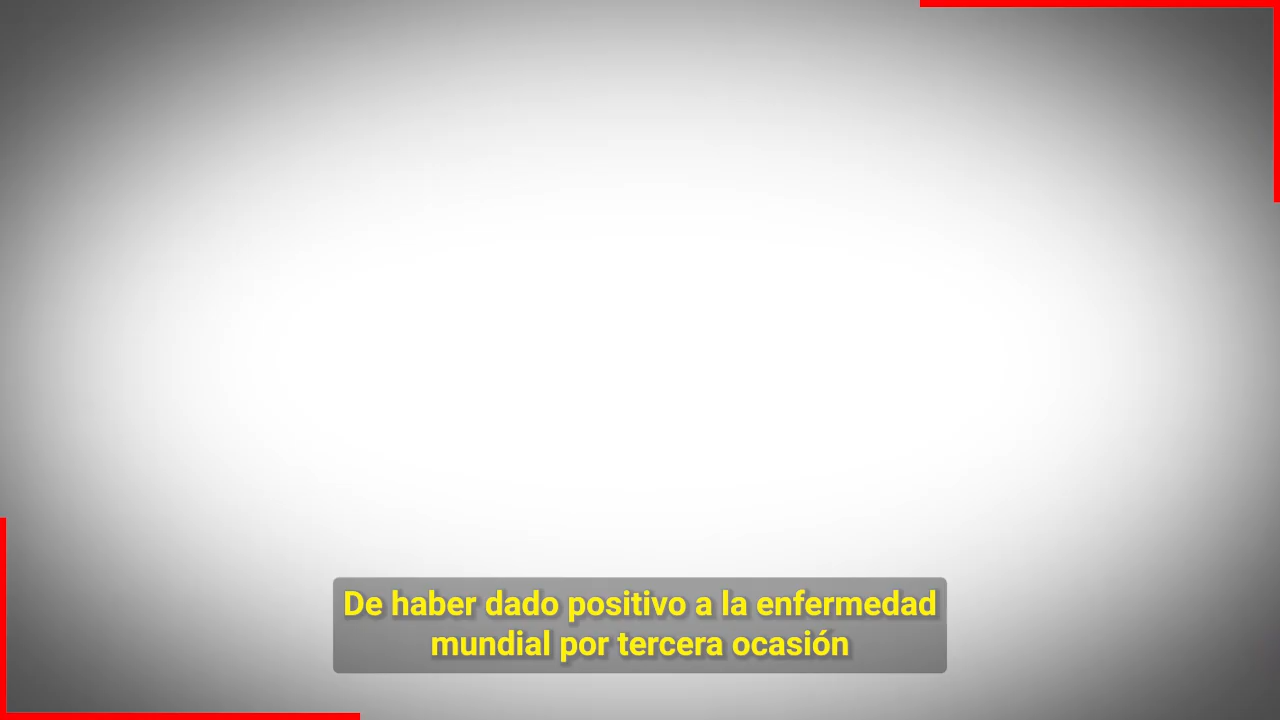 De haber dado positivo a la enfermedad
mundial por tercera ocasión